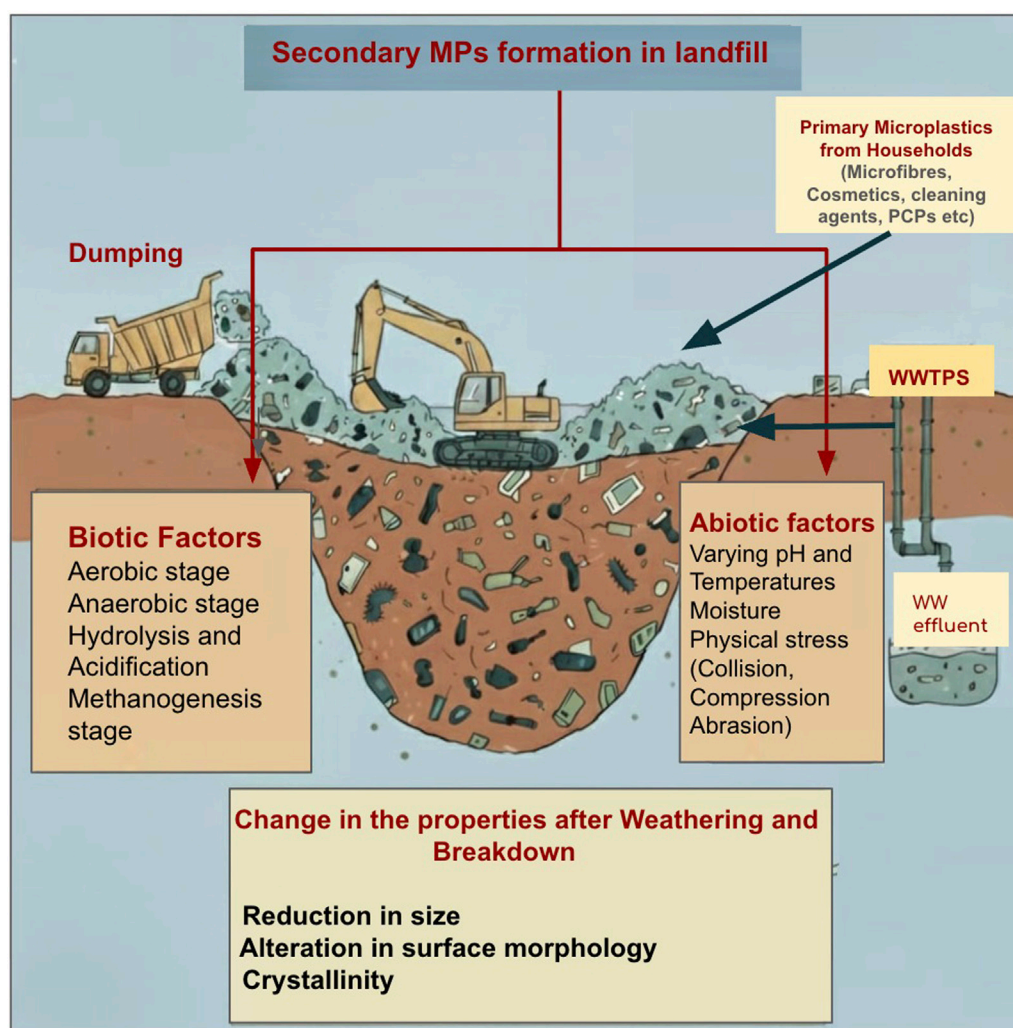 Secondary MPs formation in landfill
Primary Microplastics
from Households
(Microfibres,
Cosmetics, cleaning
agents, PCPs etc)
Dumping
WWTPS
Biotic Factors
Aerobic stage
Anaerobic stage
Hydrolysis and
Acidification
Methanogenesis
stage
Abiotic factors
Varying pH and
Temperatures
Moisture
Physical stress
(Collision,
Compression
Abrasion)
WW
effluent
Change in the properties after Weathering and
Breakdown
Reduction in size
Alteration in surface morphology
Crystallinity